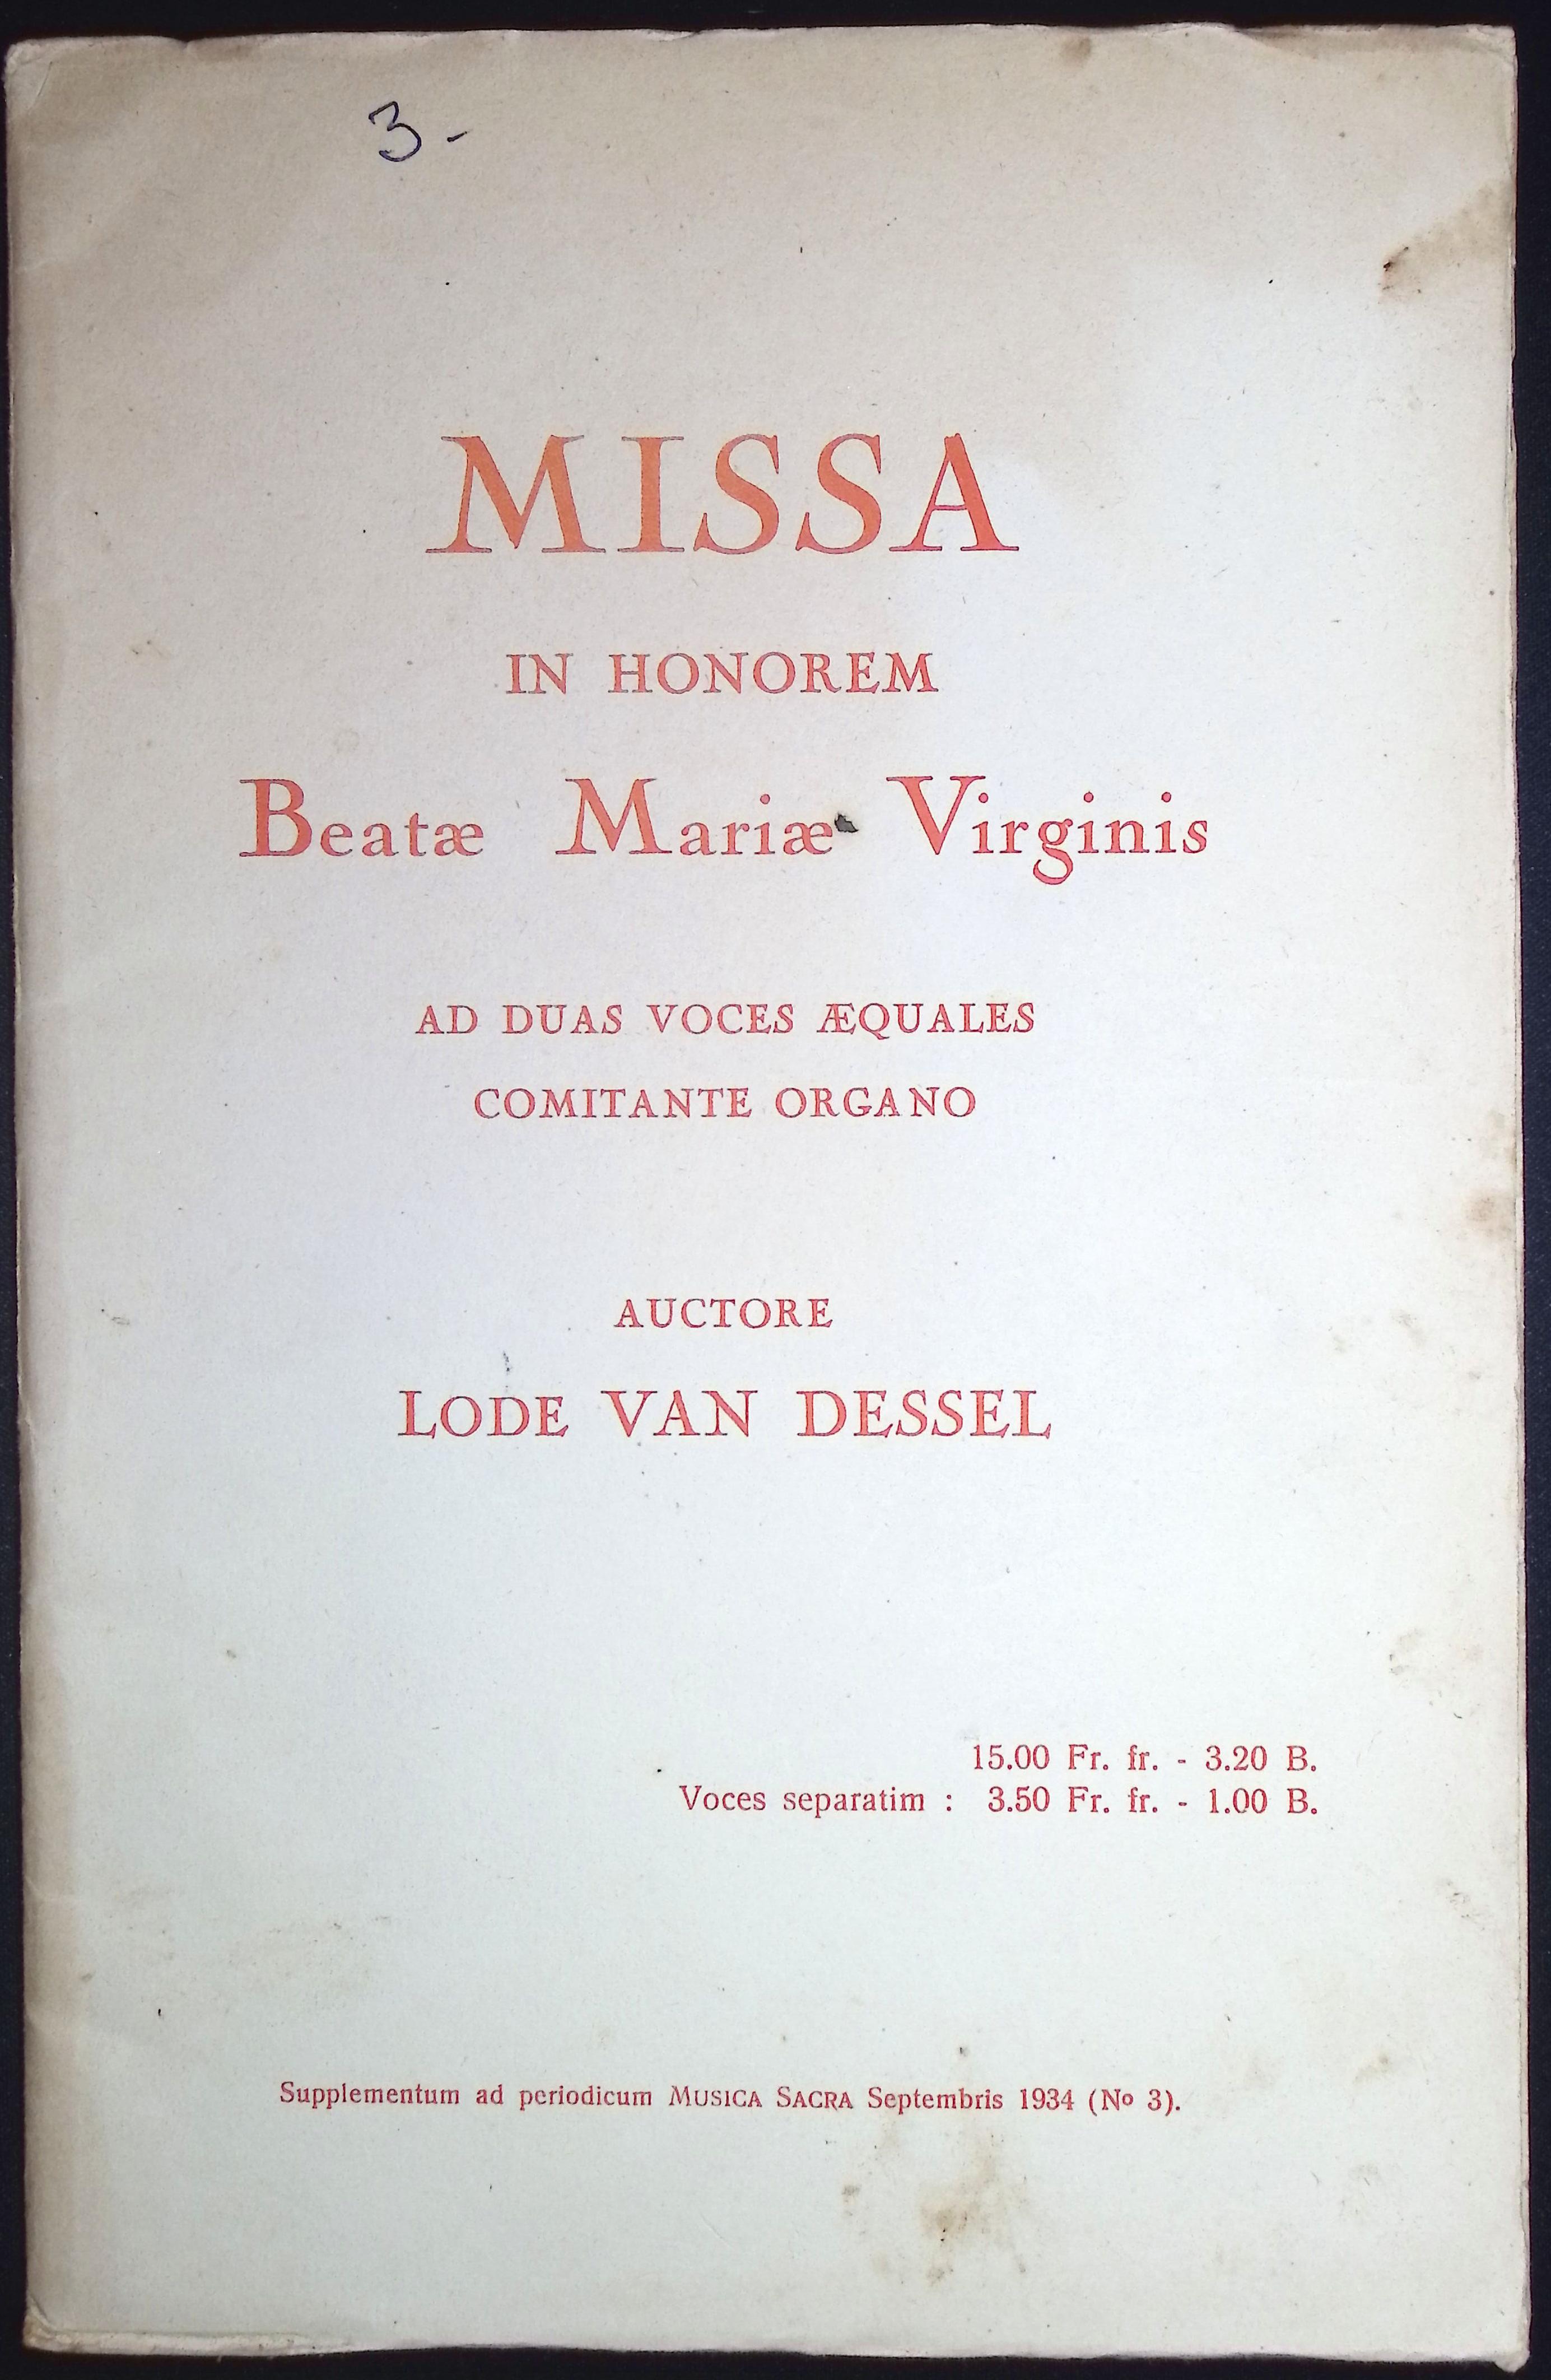 3 -
MISSA
IN HONOREM
Beatæ Mariæ Virginis
AD DUAS VOCES ÆQUALES
COMITANTE ORGANO
AUCTORE
LODE VAN DESSEL
15.00 Fr. fr. - 3.20 B.
Voces separatim : 3.50 Fr. fr. - 1.00 B.
Supplementum ad periodicum MUSICA SACRA Septembris 1934 (Nº 3).